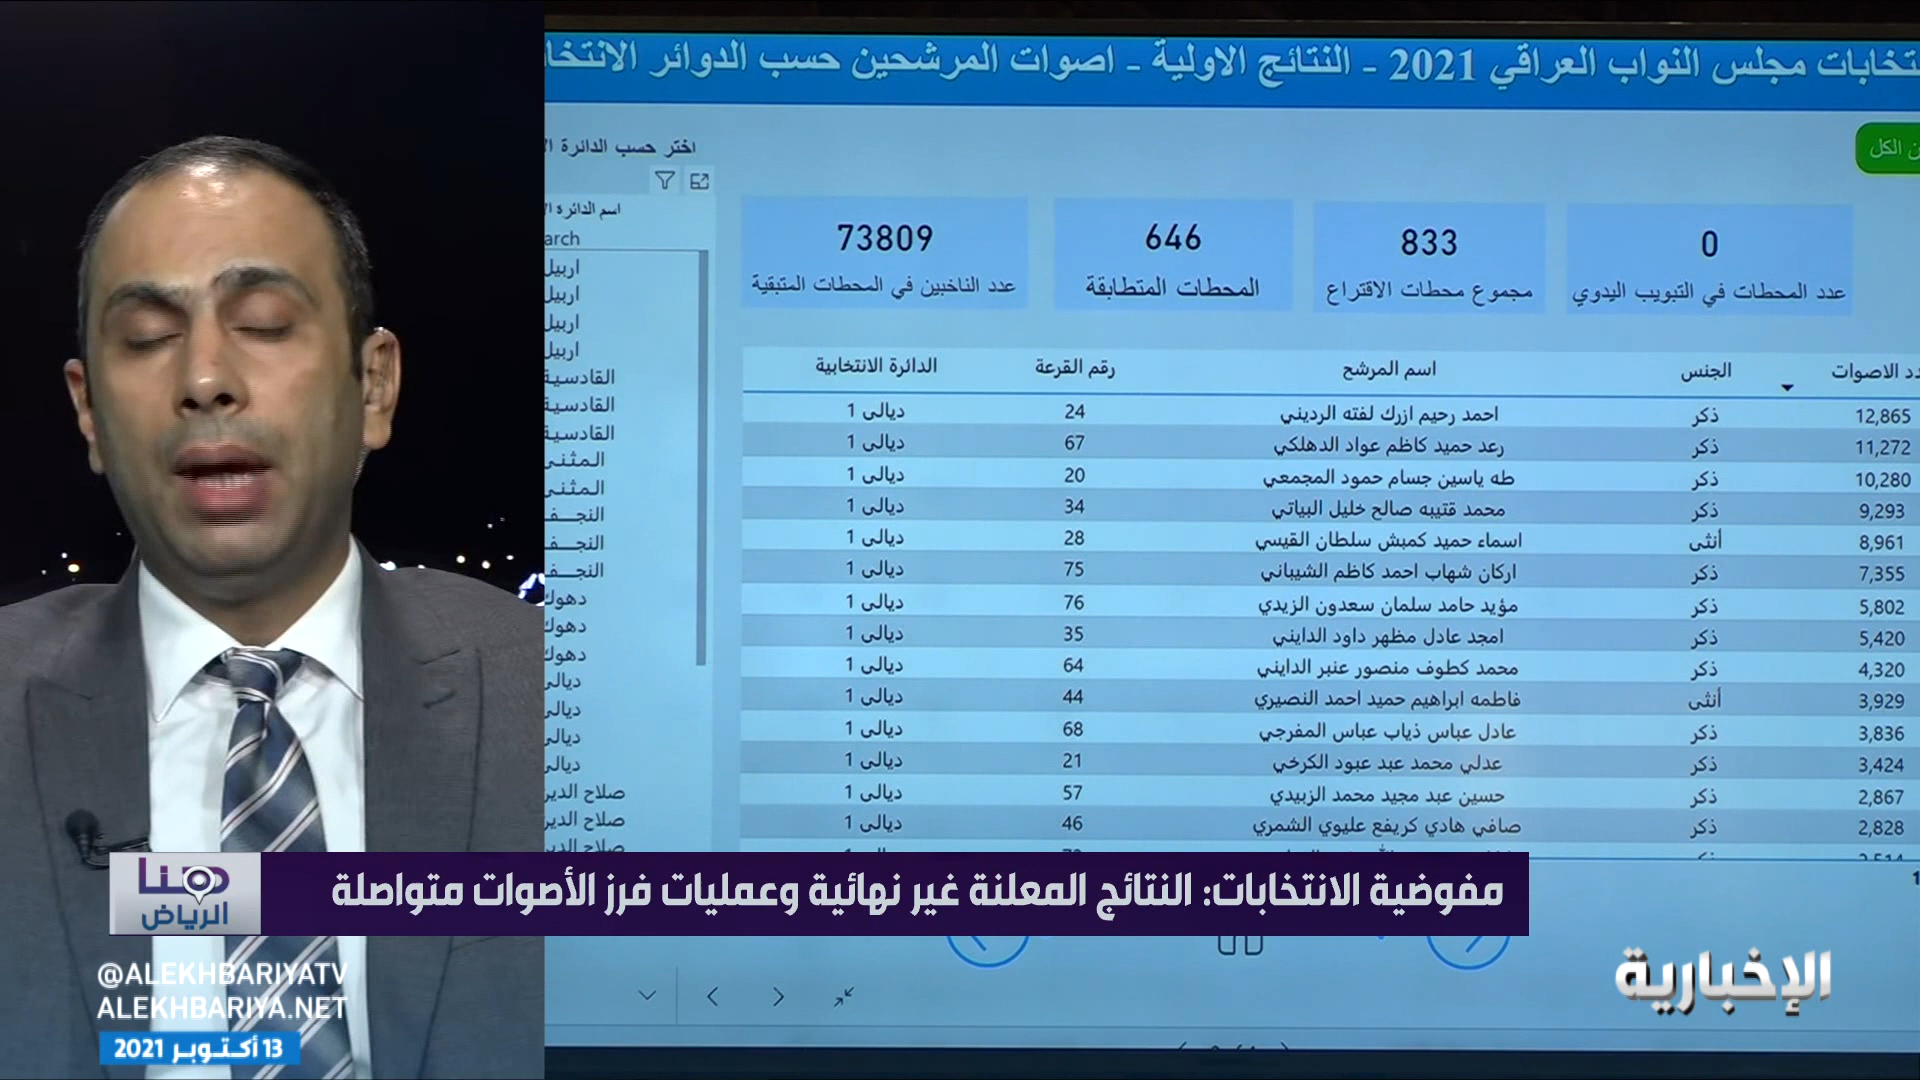 نتخابات مجلس النواب العراقي 2021 - النتائج الاولية - اصوات المرشحين حسب الدوائر
اختر حسب الدائرة
ن الكل
0
833
646
73809
عدد المحطات في التبويب اليدوي
مجموع محطات الاقتراع
المحطات المتطابقة
عدد الناخبين في المحطات المتبقية
اسم الدائرة
arch
اربيل
اربيل
اربيل
اربيل
القادسية
القادسية
القادسية
المثنى
المثنى
النجف
النجف
النجف
دهوك
دهوك
دهوك
ديالى
ديالى
ديالى
ديالى
صلاح
صلاح
صلاح
الاصوات الجنس اسم المرشح رقم القرعة الدائرة الانتخابية
12,865 ذكر احمد رحيم ازرك لفته الرديني 24 ديالى 1
11,272 ذكر رعد حميد كاظم عواد الدهلكي 67 ديالى 1
10,280 ذكر طه ياسين جسام حمود المجمعي 20 ديالى 1
9,293 ذكر محمد قتيبه صالح خليل البياتي 34 ديالى 1
8,961 أنثى اسماء حميد كمبش سلطان القيسي 28 ديالى 1
7,355 ذكر اركان شهاب احمد كاظم الشيباني 75 ديالى 1
5,802 ذكر مؤيد حامد سلمان سعدون الزيدي 76 ديالى 1
5,420 ذكر امجد عادل مظهر داود الدايني 35 ديالى 1
4,320 ذكر محمد كطوف منصور عنبر الدايني 64 ديالى 1
3,929 أنثى فاطمه ابراهيم حميد احمد النصيري 44 ديالى 1
3,836 ذكر عادل عباس ذياب عباس المفرجي 68 ديالى 1
3,424 ذكر عدلي محمد عبد عبود الكرخي 21 ديالى 1
2,867 ذكر حسين عبد مجيد محمد الزبيدي 57 ديالى 1
2,828 ذكر صافي هادي كريفع عليوي الشمري 46 ديالى 1
هنا
الرياض
مفوضية الانتخابات: النتائج المعلنة غير نهائية وعمليات فرز الأصوات متواصلة
الإخبارية
@ALEKHBARIYATV
ALEKHBARIYA.NET
13 أكتوبر 2021